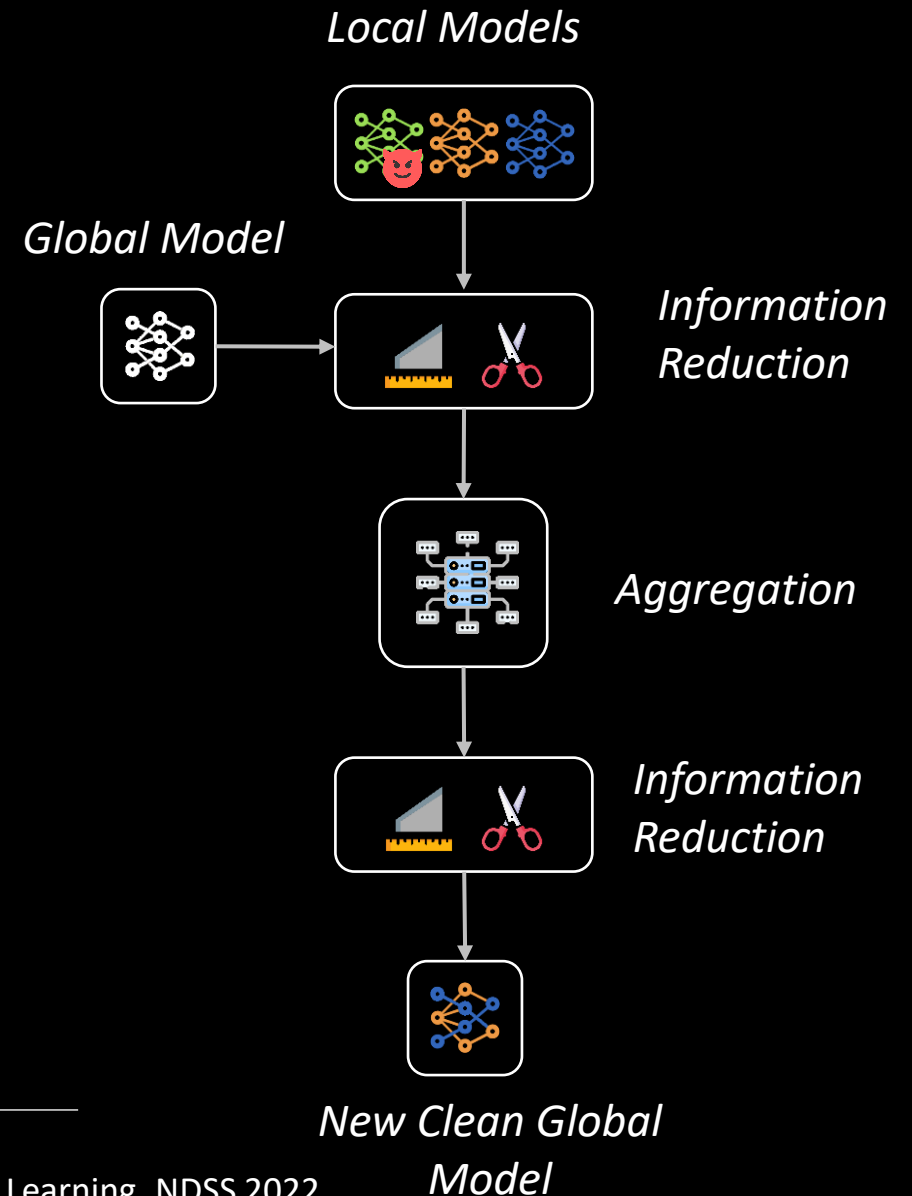 Local Models
Global Model
Information
Reduction
Aggregation
Information
Reduction
New Clean Global
Model
Learning, NDSS 2022